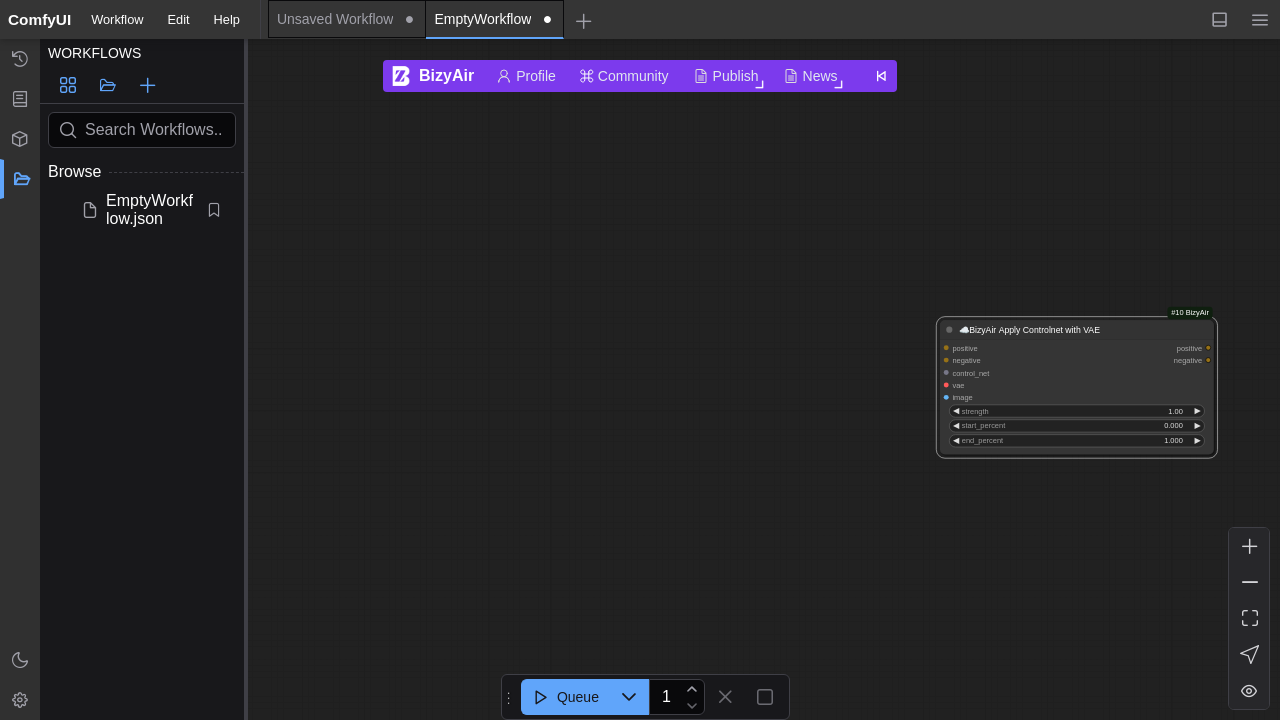 ComfyUI
Workflow
Edit
Help
Unsaved Workflow
EmptyWorkflow
WORKFLOWS
Search Workflows..
Browse
EmptyWorkf
low.json
BizyAir
Profile
Community
Publish
News
#10 BizyAir
BizyAir Apply Controlnet with VAE
positive
positive
negative
negative
control_net
vae
image
strength 1.00
start_percent 0.000
end_percent 1.000
Queue
1